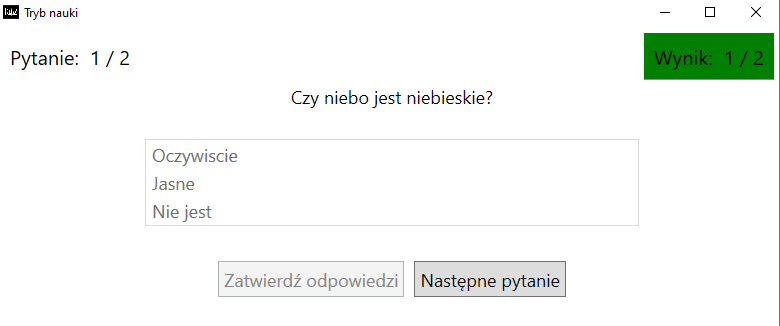 Tryb nauki
Pytanie: 1 / 2
Wynik: 1 / 2
Czy niebo jest niebieskie?
Oczywiscie
Jasne
Nie jest
Zatwierdź odpowiedzi
Następne pytanie